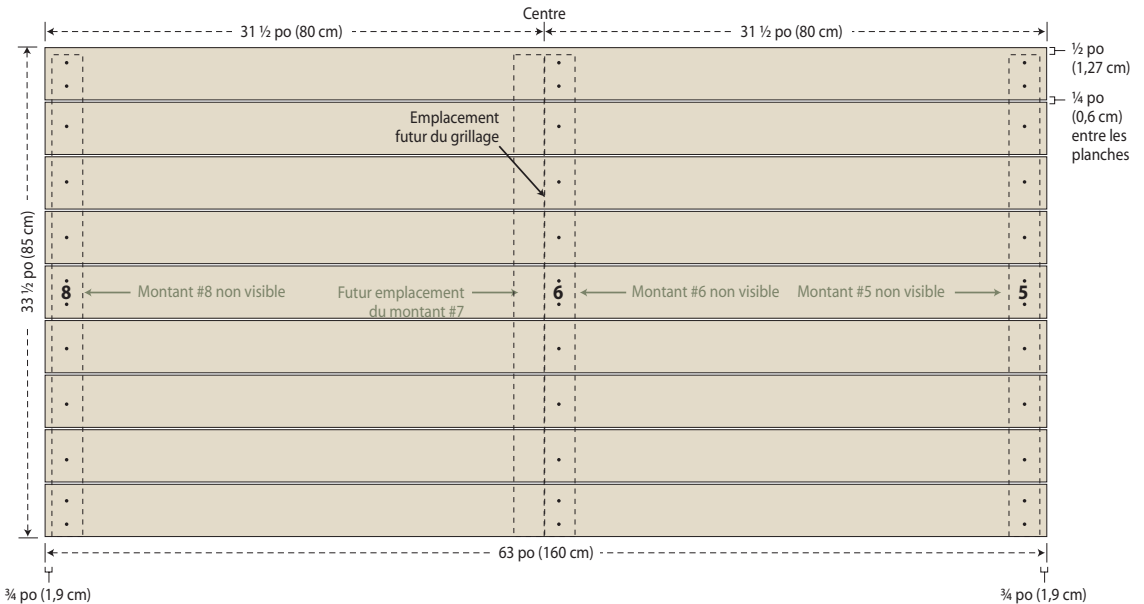 Centre
31 ½ po (80 cm)
31 ½ po (80 cm)
½ po
(1,27 cm)
¼ po
(0,6 cm)
entre les
planches
Emplacement
futur du grillage
33 ½ po (85 cm)
8
Montant #8 non visible
Futur emplacement
du montant #7
6
Montant #6 non visible
Montant #5 non visible
5
63 po (160 cm)
¾ po (1,9 cm)
¾ po (1,9 cm)